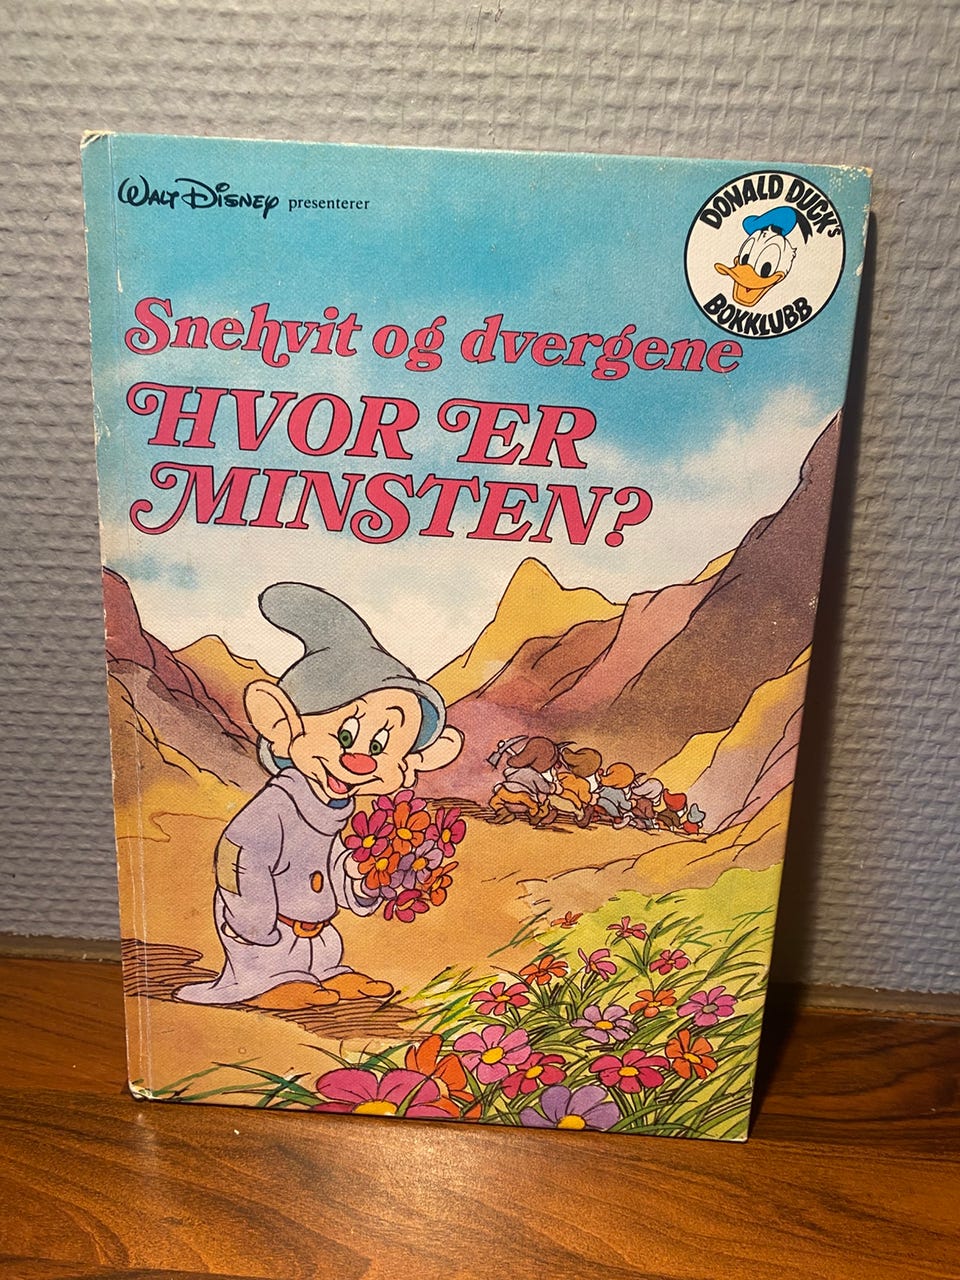 WALT DISNEY presenterer
DONALD DUCK's
BOKKLUBB
Snehvit og dvergene
HVOR ER
MINSTEN?